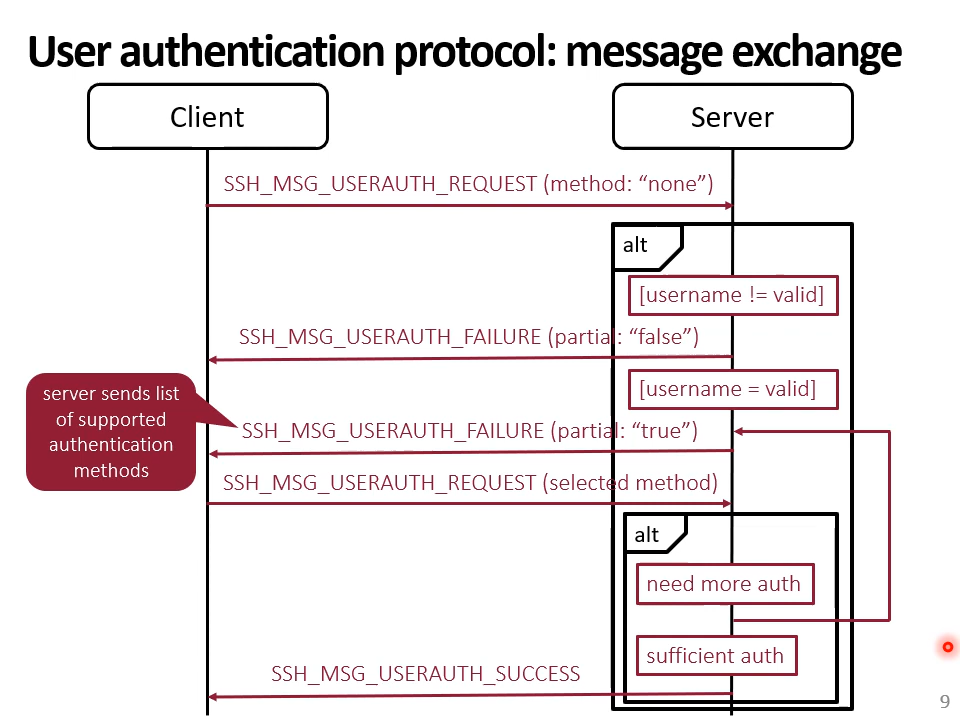 User authentication protocol: message exchange
Client
Server
SSH_MSG_USERAUTH_REQUEST (method: “none”)
alt
[username != valid]
SSH_MSG_USERAUTH_FAILURE (partial: “false”)
[username = valid]
server sends list
of supported
authentication
methods
SSH_MSG_USERAUTH_FAILURE (partial: “true”)
SSH_MSG_USERAUTH_REQUEST (selected method)
alt
need more auth
sufficient auth
SSH_MSG_USERAUTH_SUCCESS
9